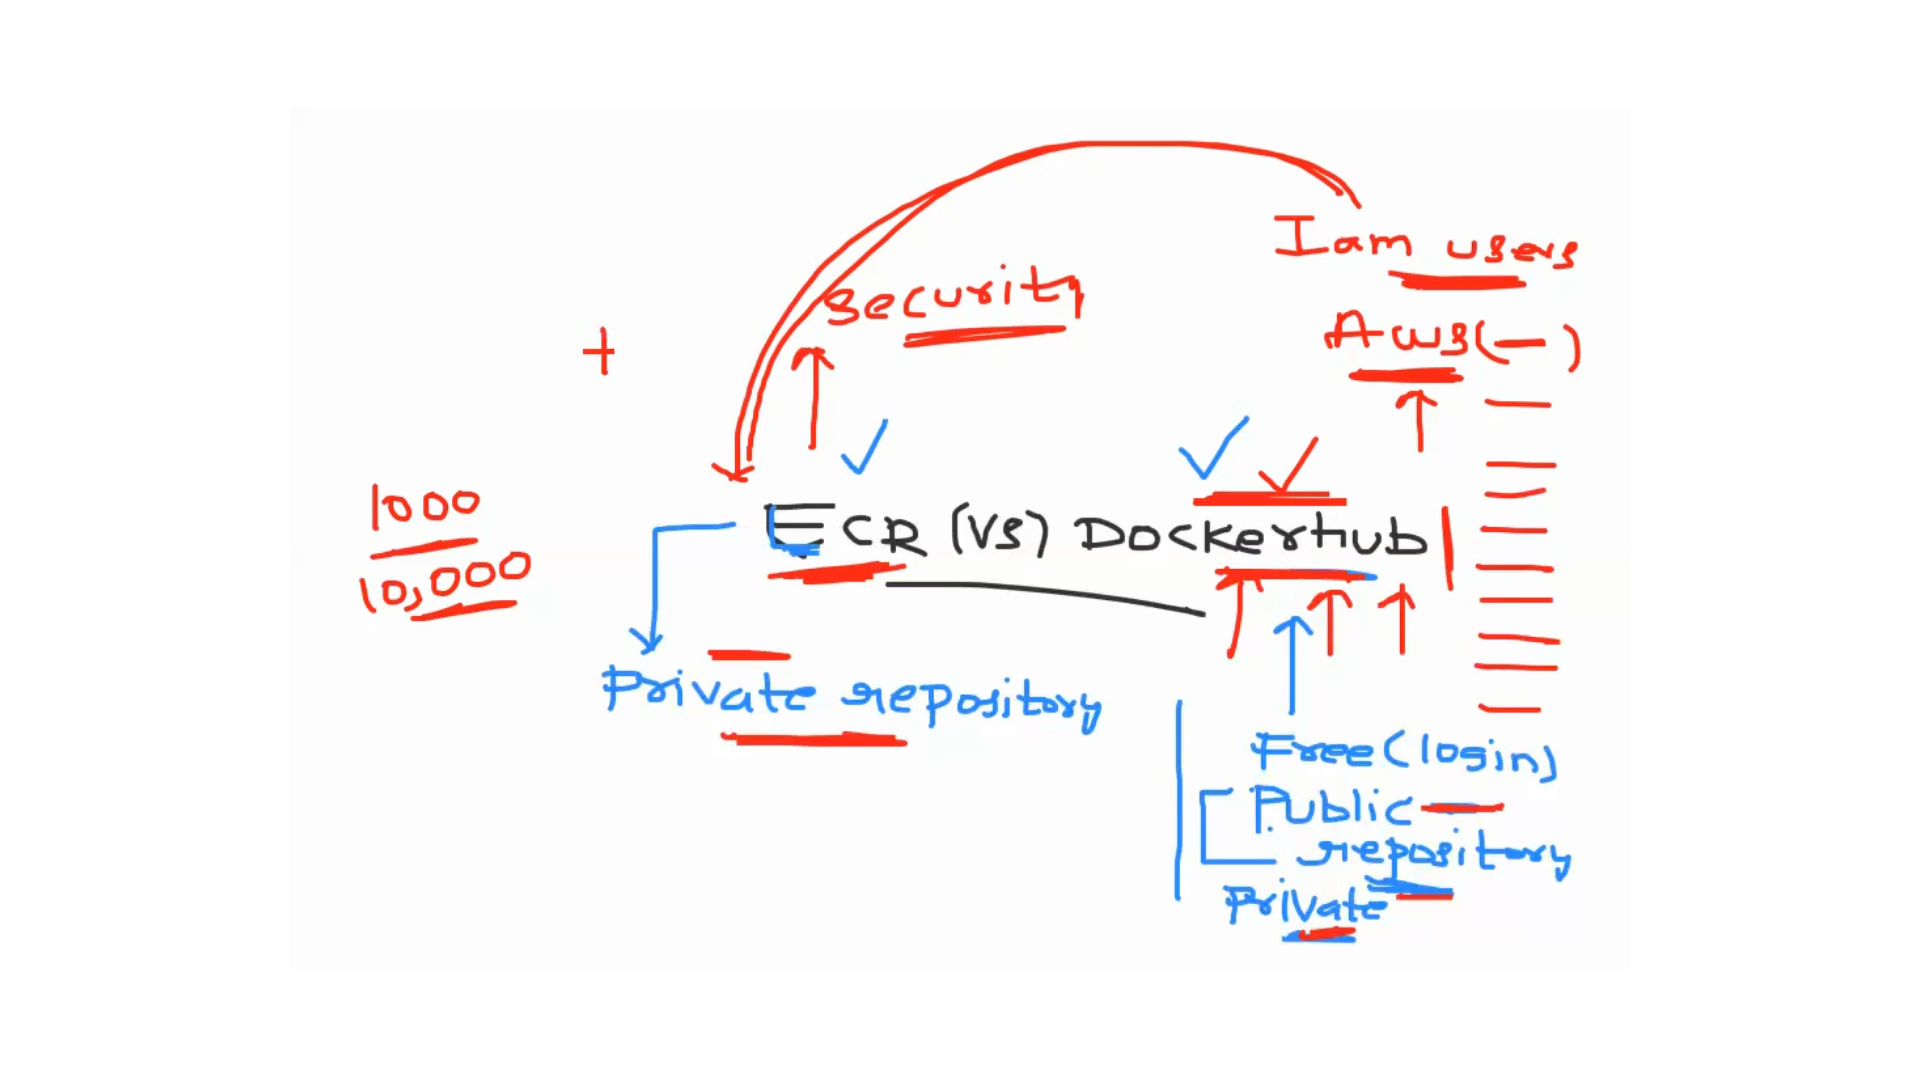 Iam users
security
Aws(—)
+
1000
ECR (VS) Dockerhub
10,000
Private repository
Free(login)
Public
repository
Private